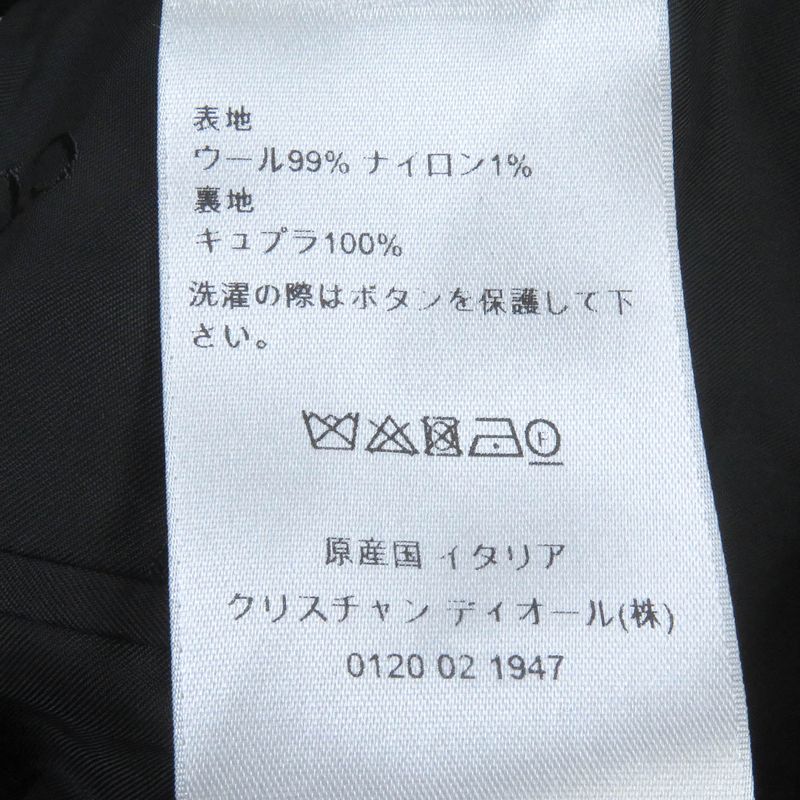 表地
ウール99% ナイロン1%
裏地
キュプラ100%
洗濯の際はボタンを保護して下
さい。
F
原産国 イタリア
クリスチャン ディオール(株)
0120 02 1947